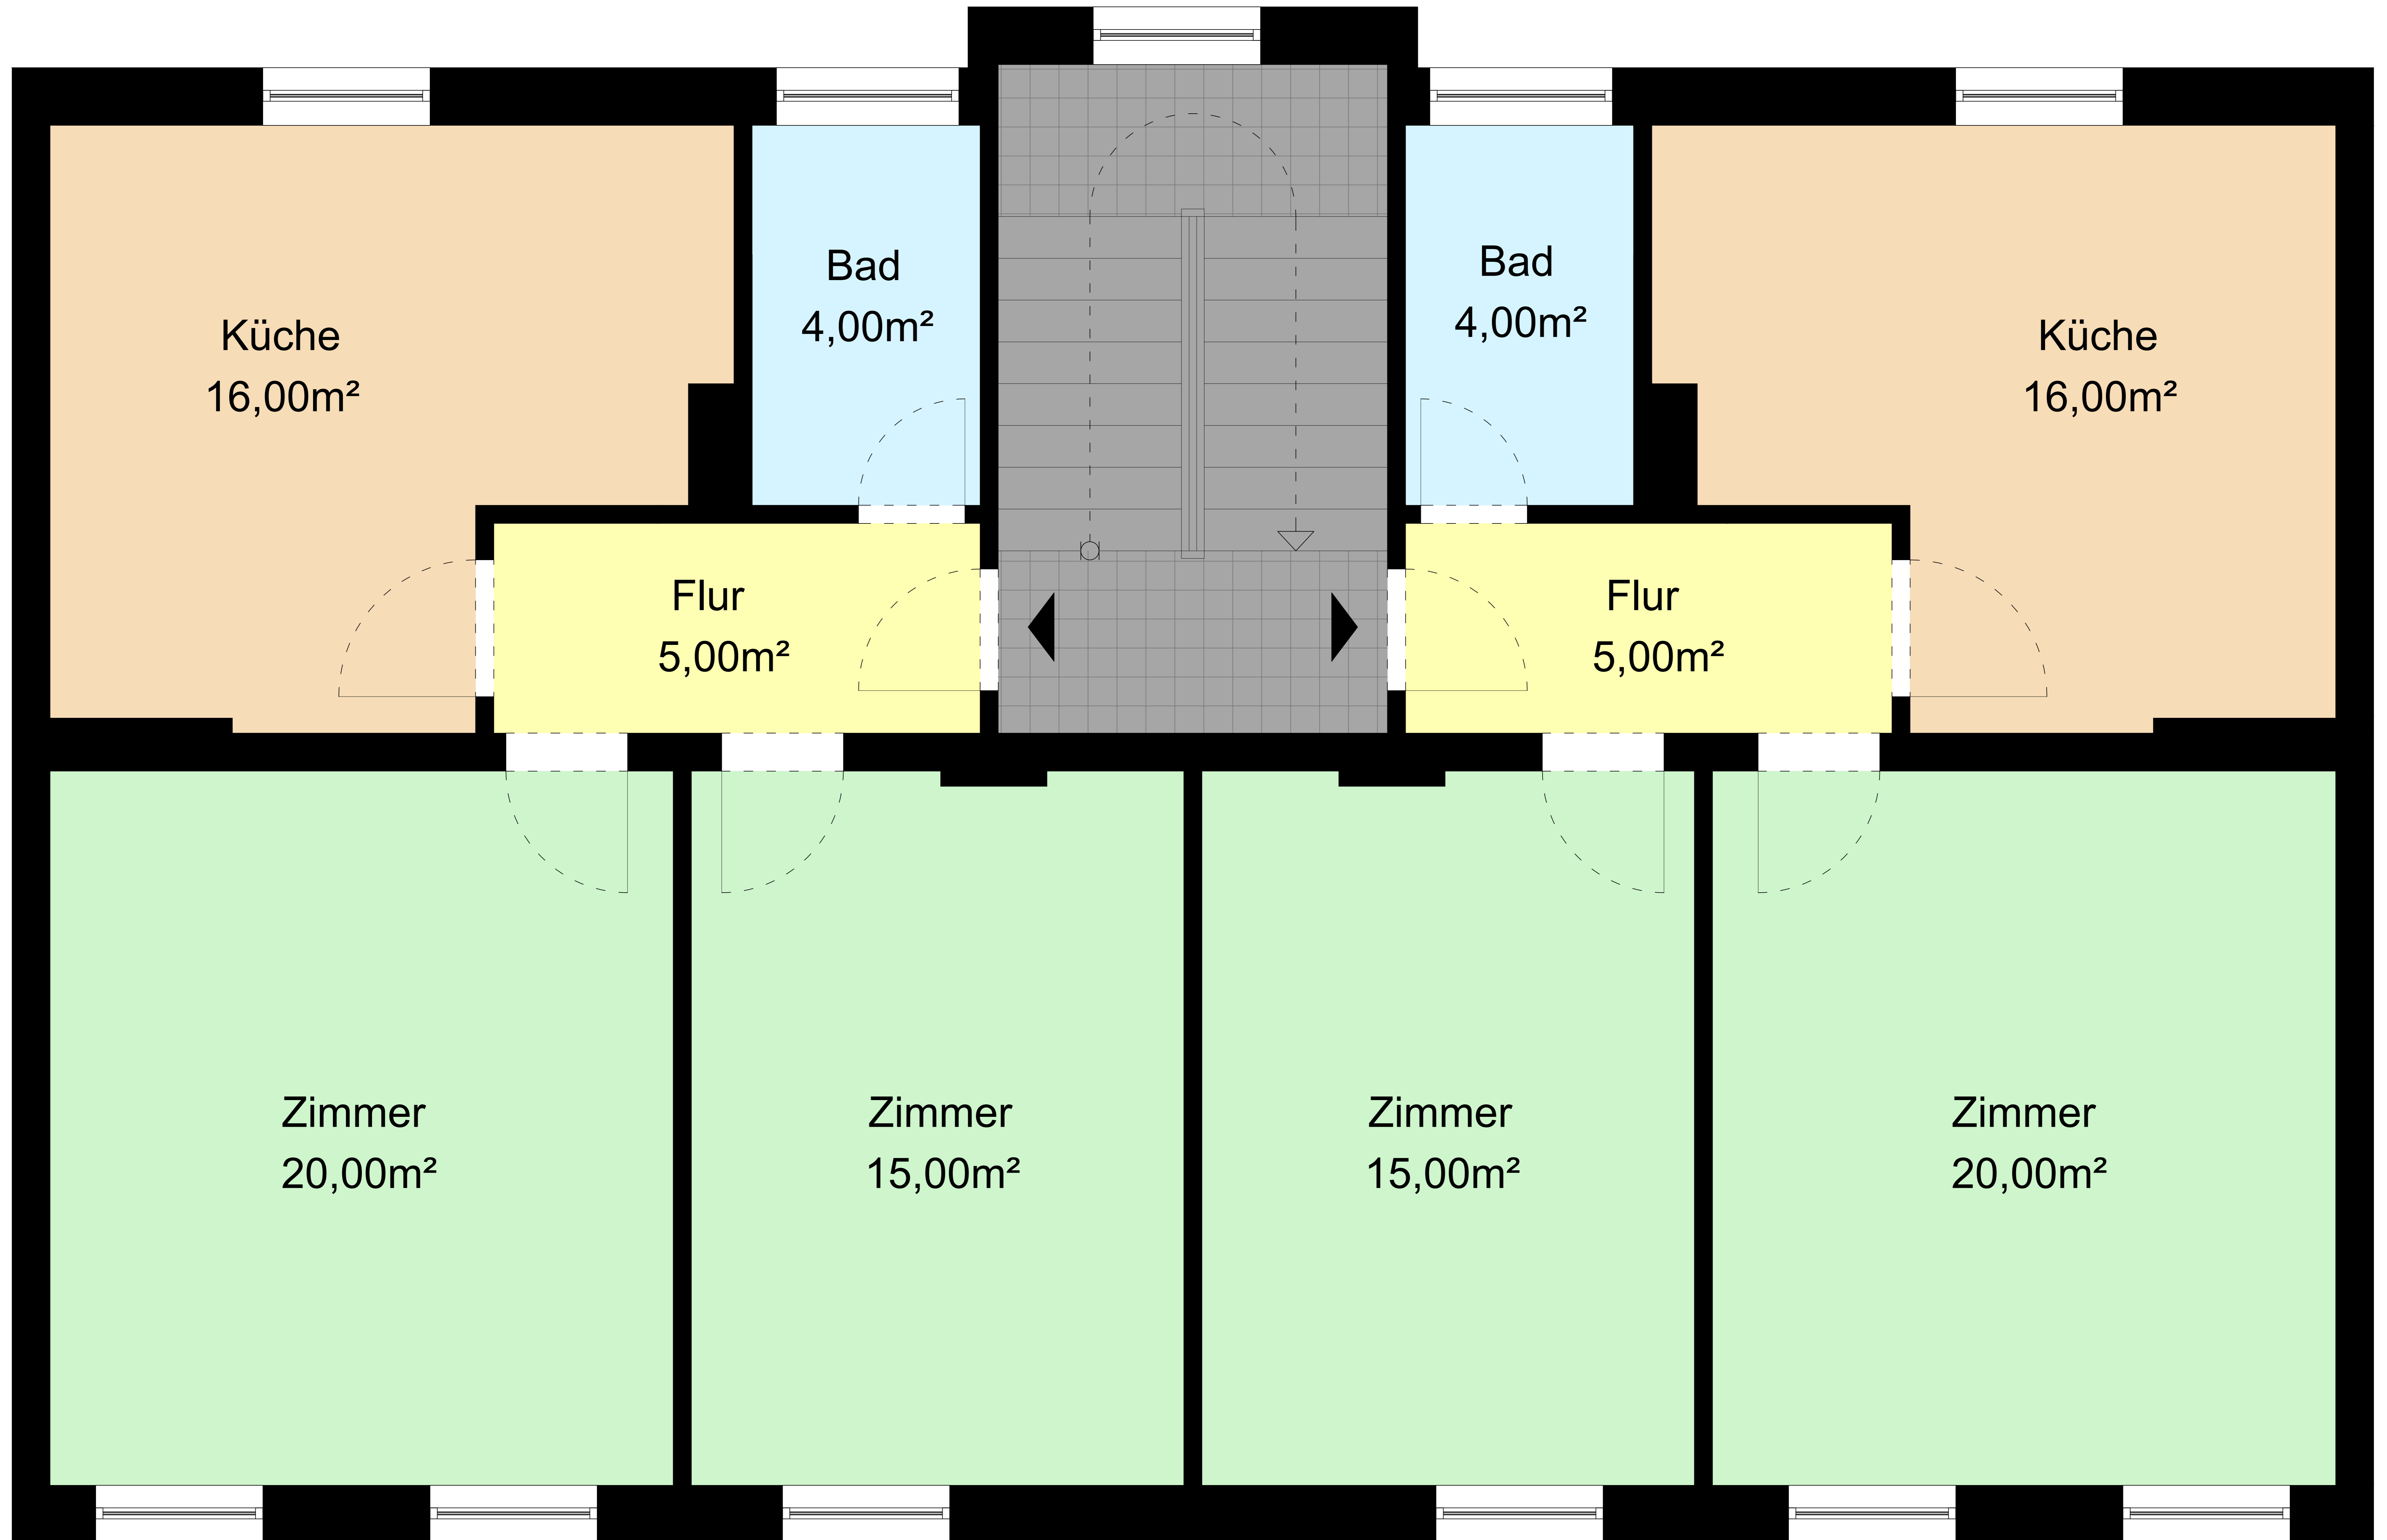 Küche
16,00m²
Bad
4,00m²
Bad
4,00m²
Küche
16,00m²
Flur
5,00m²
Flur
5,00m²
Zimmer
20,00m²
Zimmer
15,00m²
Zimmer
15,00m²
Zimmer
20,00m²